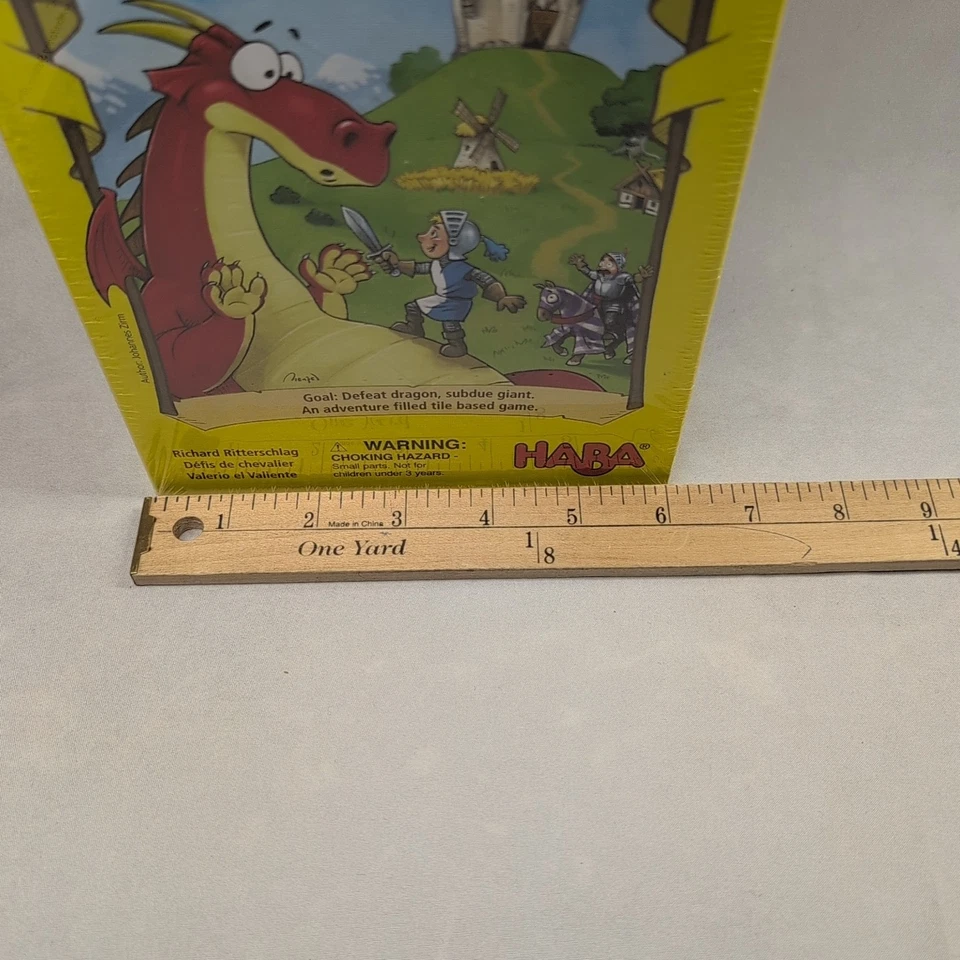 Author: Johannes Zirm
Goal: Defeat dragon, subdue giant.
An adventure filled tile based game.
Richard Ritterschlag
Défis de chevalier
Valerio el Valiente
⚠ WARNING:
CHOKING HAZARD -
Small parts. Not for
children under 3 years.
HABA®
1 2 3 4 5 6 7 8 9
Made in China
One Yard
1|8
1|4